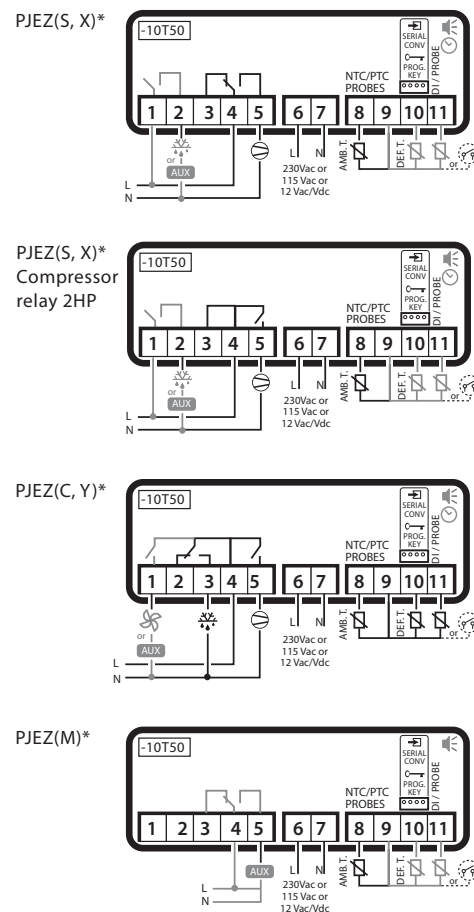 PJEZ(S, X)*
-10T50
SERIAL
CONV
PROG.
KEY
DI / PROBE
NTC/PTC
PROBES
1 2 3 4 5 6 7 8 9 10 11
or
AUX
L
N
L N
230Vac or
115 Vac or
12 Vac/Vdc
AMB. T.
DEF. T.
or
PJEZ(S, X)*
Compressor
relay 2HP
-10T50
SERIAL
CONV
PROG.
KEY
DI / PROBE
NTC/PTC
PROBES
1 2 3 4 5 6 7 8 9 10 11
or
AUX
L
N
L N
230Vac or
115 Vac or
12 Vac/Vdc
AMB. T.
DEF. T.
or
PJEZ(C, Y)*
-10T50
SERIAL
CONV
PROG.
KEY
DI / PROBE
NTC/PTC
PROBES
1 2 3 4 5 6 7 8 9 10 11
or
AUX
L
N
L N
230Vac or
115 Vac or
12 Vac/Vdc
AMB. T.
DEF. T.
or
PJEZ(M)*
-10T50
SERIAL
CONV
PROG.
KEY
DI / PROBE
NTC/PTC
PROBES
1 2 3 4 5 6 7 8 9 10 11
AUX
L
N
L N
230Vac or
115 Vac or
12 Vac/Vdc
AMB. T.
DEF. T.
or